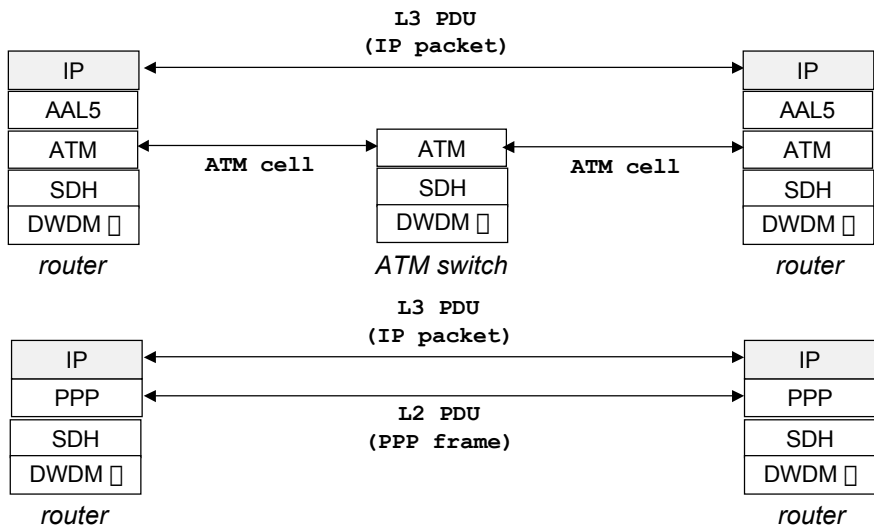 L3 PDU
(IP packet)
IP
IP
AAL5
AAL5
ATM
ATM cell
ATM
ATM cell
ATM
SDH
SDH
SDH
DWDM ▯
DWDM ▯
DWDM ▯
router
ATM switch
router
L3 PDU
(IP packet)
IP
IP
PPP
PPP
L2 PDU
(PPP frame)
SDH
SDH
DWDM ▯
DWDM ▯
router
router